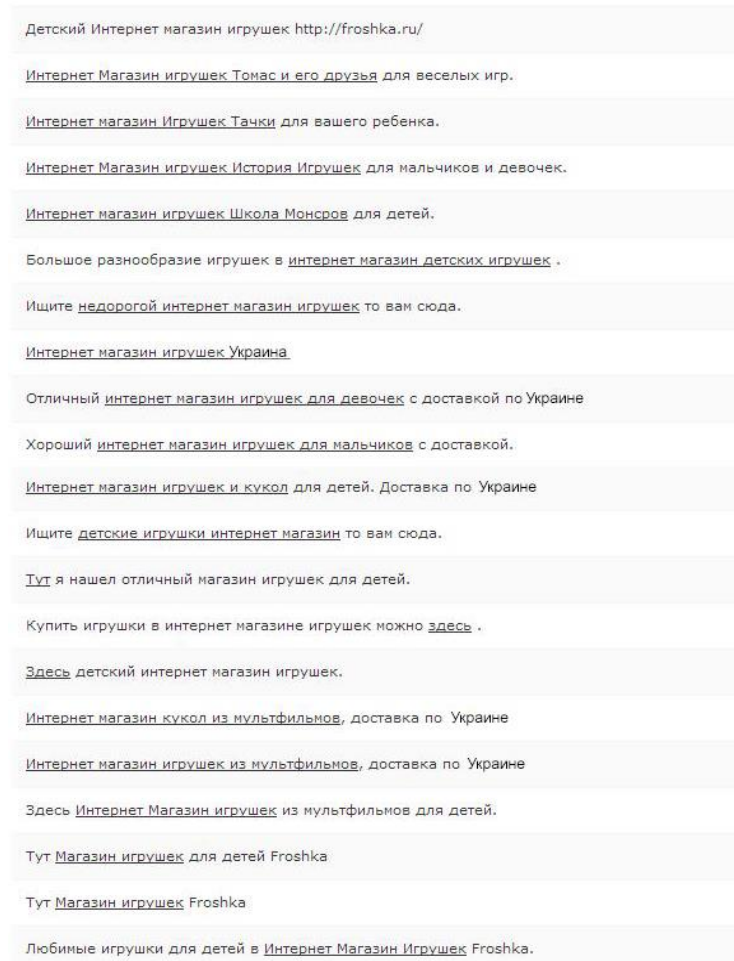 Детский Интернет магазин игрушек http://froshka.ru/
Интернет Магазин игрушек Томас и его друзья для веселых игр.
Интернет магазин Игрушек Тачки для вашего ребенка.
Интернет Магазин игрушек История Игрушек для мальчиков и девочек.
Интернет магазин игрушек Школа Монсров для детей.
Большое разнообразие игрушек в интернет магазин детских игрушек .
Ищите недорогой интернет магазин игрушек то вам сюда.
Интернет магазин игрушек Украина
Отличный интернет магазин игрушек для девочек с доставкой по Украине
Хороший интернет магазин игрушек для мальчиков с доставкой.
Интернет магазин игрушек и кукол для детей. Доставка по Украине
Ищите детские игрушки интернет магазин то вам сюда.
Тут я нашел отличный магазин игрушек для детей.
Купить игрушки в интернет магазине игрушек можно здесь .
Здесь детский интернет магазин игрушек.
Интернет магазин кукол из мультфильмов, доставка по Украине
Интернет магазин игрушек из мультфильмов, доставка по Украине
Здесь Интернет Магазин игрушек из мультфильмов для детей.
Тут Магазин игрушек для детей Froshka
Тут Магазин игрушек Froshka
Любимые игрушки для детей в Интернет Магазин Игрушек Froshka.